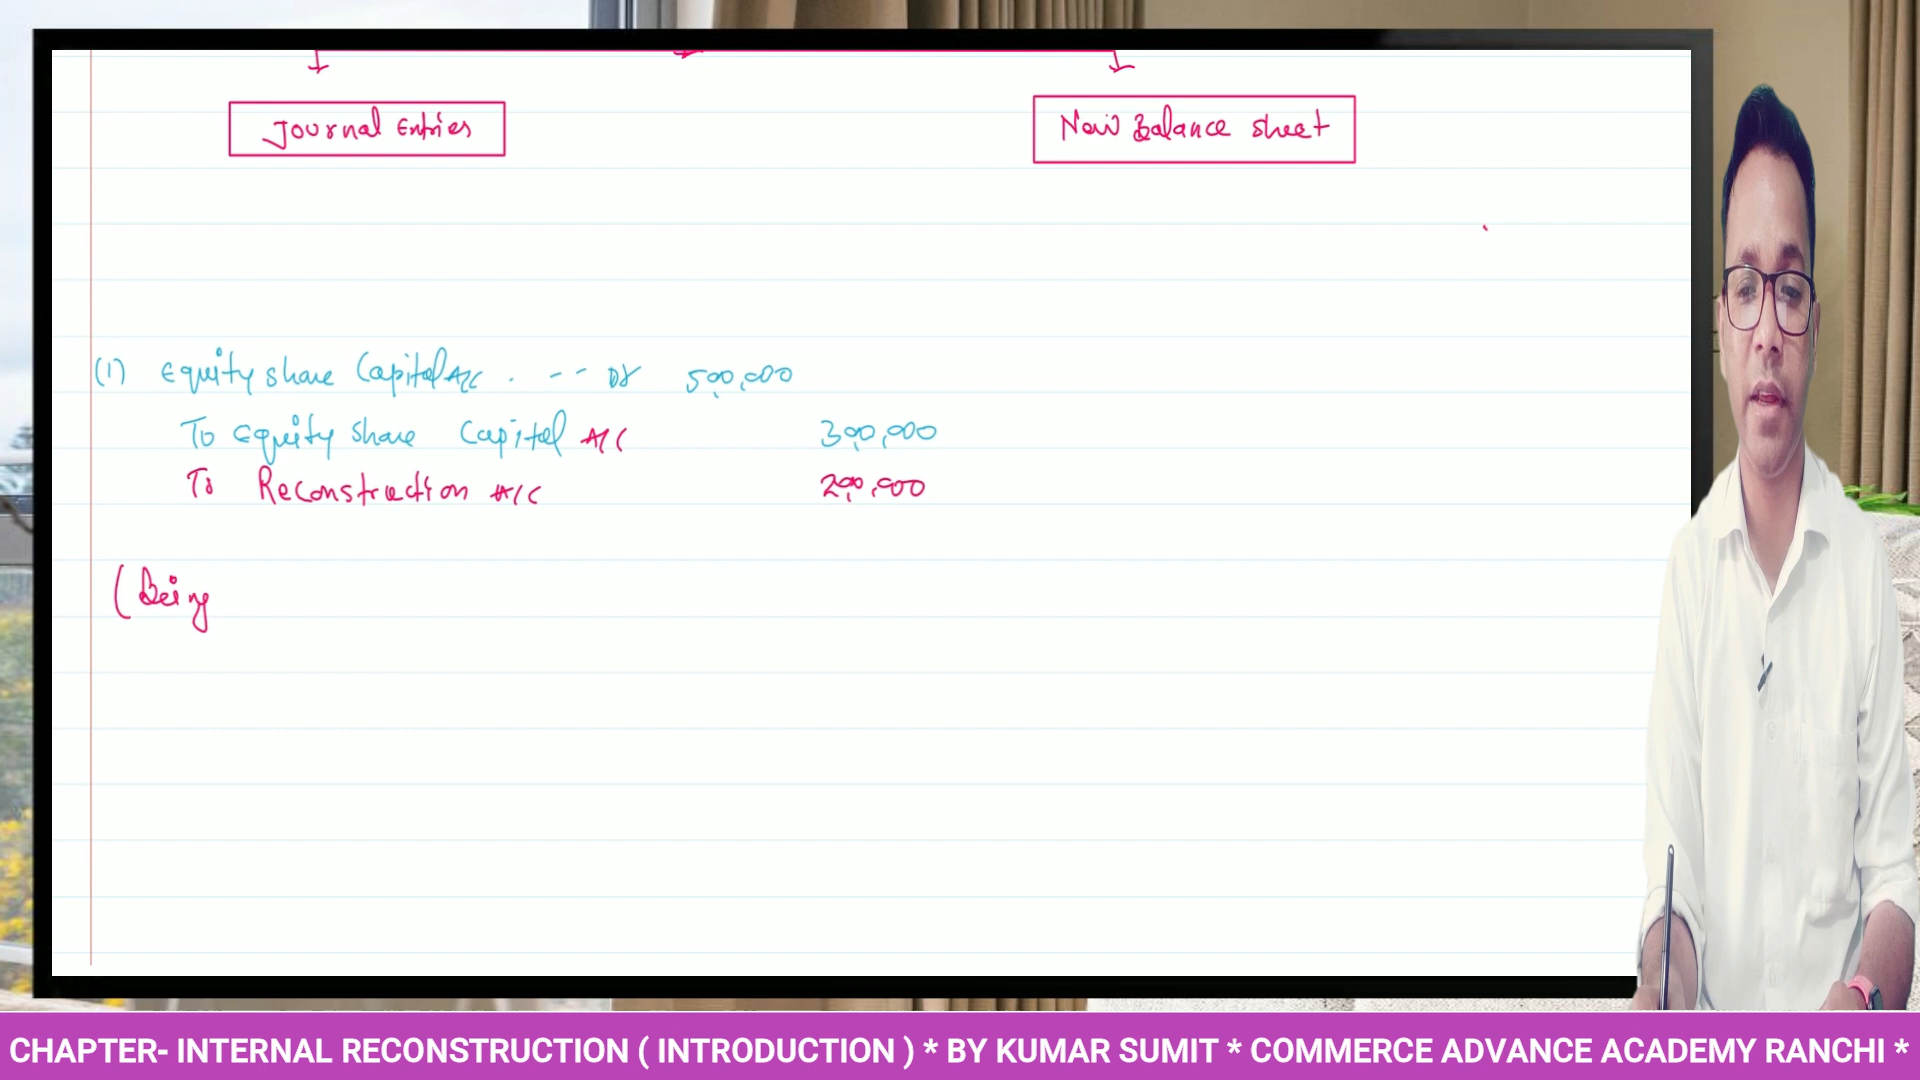 Journal Entries
New Balance Sheet
(1) Equity share Capital A/c . -- Dr 500,000
To Equity share Capital A/C 300,000
To Reconstruction A/C 200,000
(Being
CHAPTER- INTERNAL RECONSTRUCTION ( INTRODUCTION ) * BY KUMAR SUMIT * COMMERCE ADVANCE ACADEMY RANCHI *